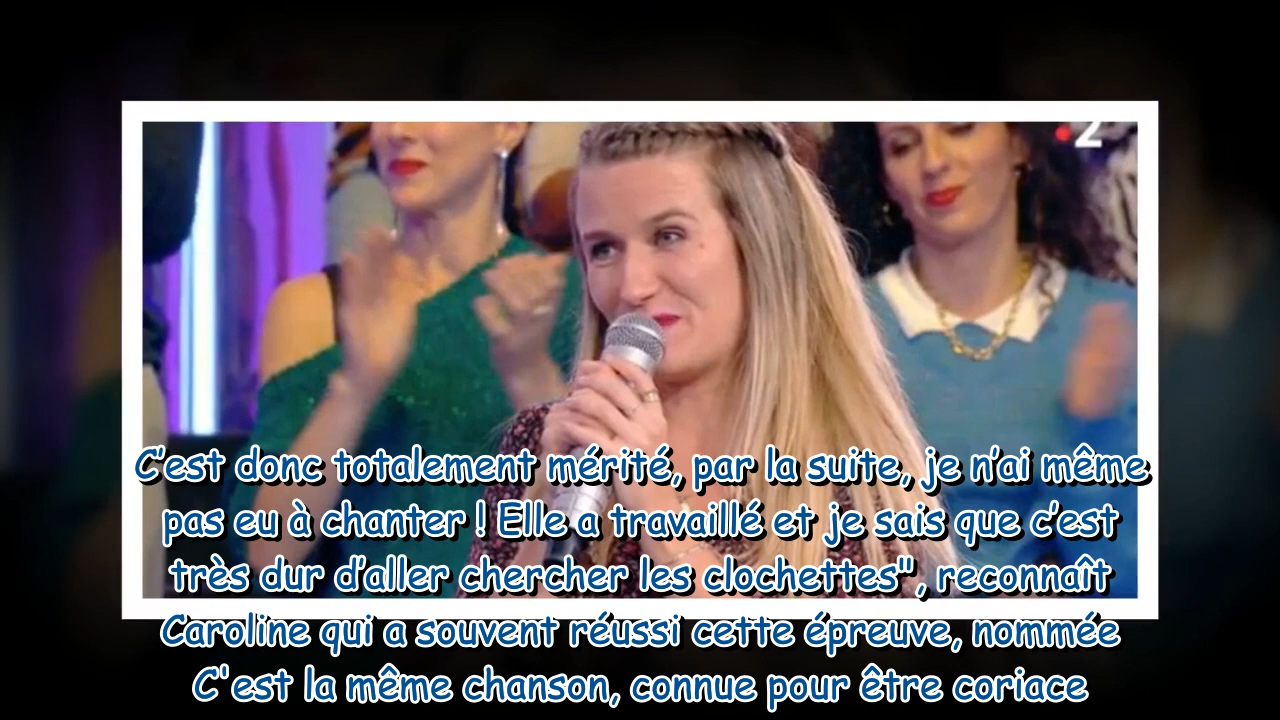 2
C'est donc totalement mérité, par la suite, je n'ai même
pas eu à chanter ! Elle a travaillé et je sais que c'est
très dur d'aller chercher les clochettes", reconnaît
Caroline qui a souvent réussi cette épreuve, nommée
C'est la même chanson, connue pour être coriace